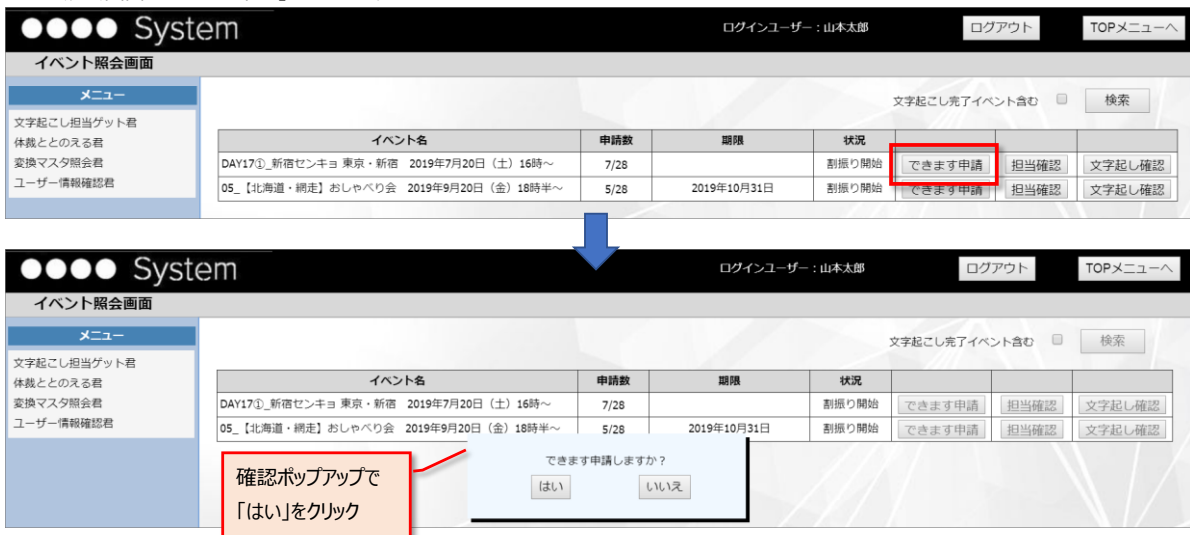 ●●●● System ログインユーザー：山本太郎 ログアウト TOPメニューへ
イベント照会画面
メニュー
文字起こし完了イベント含む 検索
文字起こし担当ゲット君
体裁ととのえる君
変換マスタ照会君
ユーザー情報確認君
イベント名 申請数 期限 状況
DAY17①_新宿センキョ 東京・新宿 2019年7月20日（土）16時～ 7/28 割振り開始 できます申請 担当確認 文字起し確認
05_【北海道・網走】おしゃべり会 2019年9月20日（金）18時半～ 5/28 2019年10月31日 割振り開始 できます申請 担当確認 文字起し確認
●●●● System ログインユーザー：山本太郎 ログアウト TOPメニューへ
イベント照会画面
メニュー
文字起こし完了イベント含む 検索
文字起こし担当ゲット君
体裁ととのえる君
変換マスタ照会君
ユーザー情報確認君
イベント名 申請数 期限 状況
DAY17①_新宿センキョ 東京・新宿 2019年7月20日（土）16時～ 7/28 割振り開始 できます申請 担当確認 文字起し確認
05_【北海道・網走】おしゃべり会 2019年9月20日（金）18時半～ 5/28 2019年10月31日 割振り開始 できます申請 担当確認 文字起し確認
できます申請しますか？
はい いいえ
確認ポップアップで
「はい」をクリック